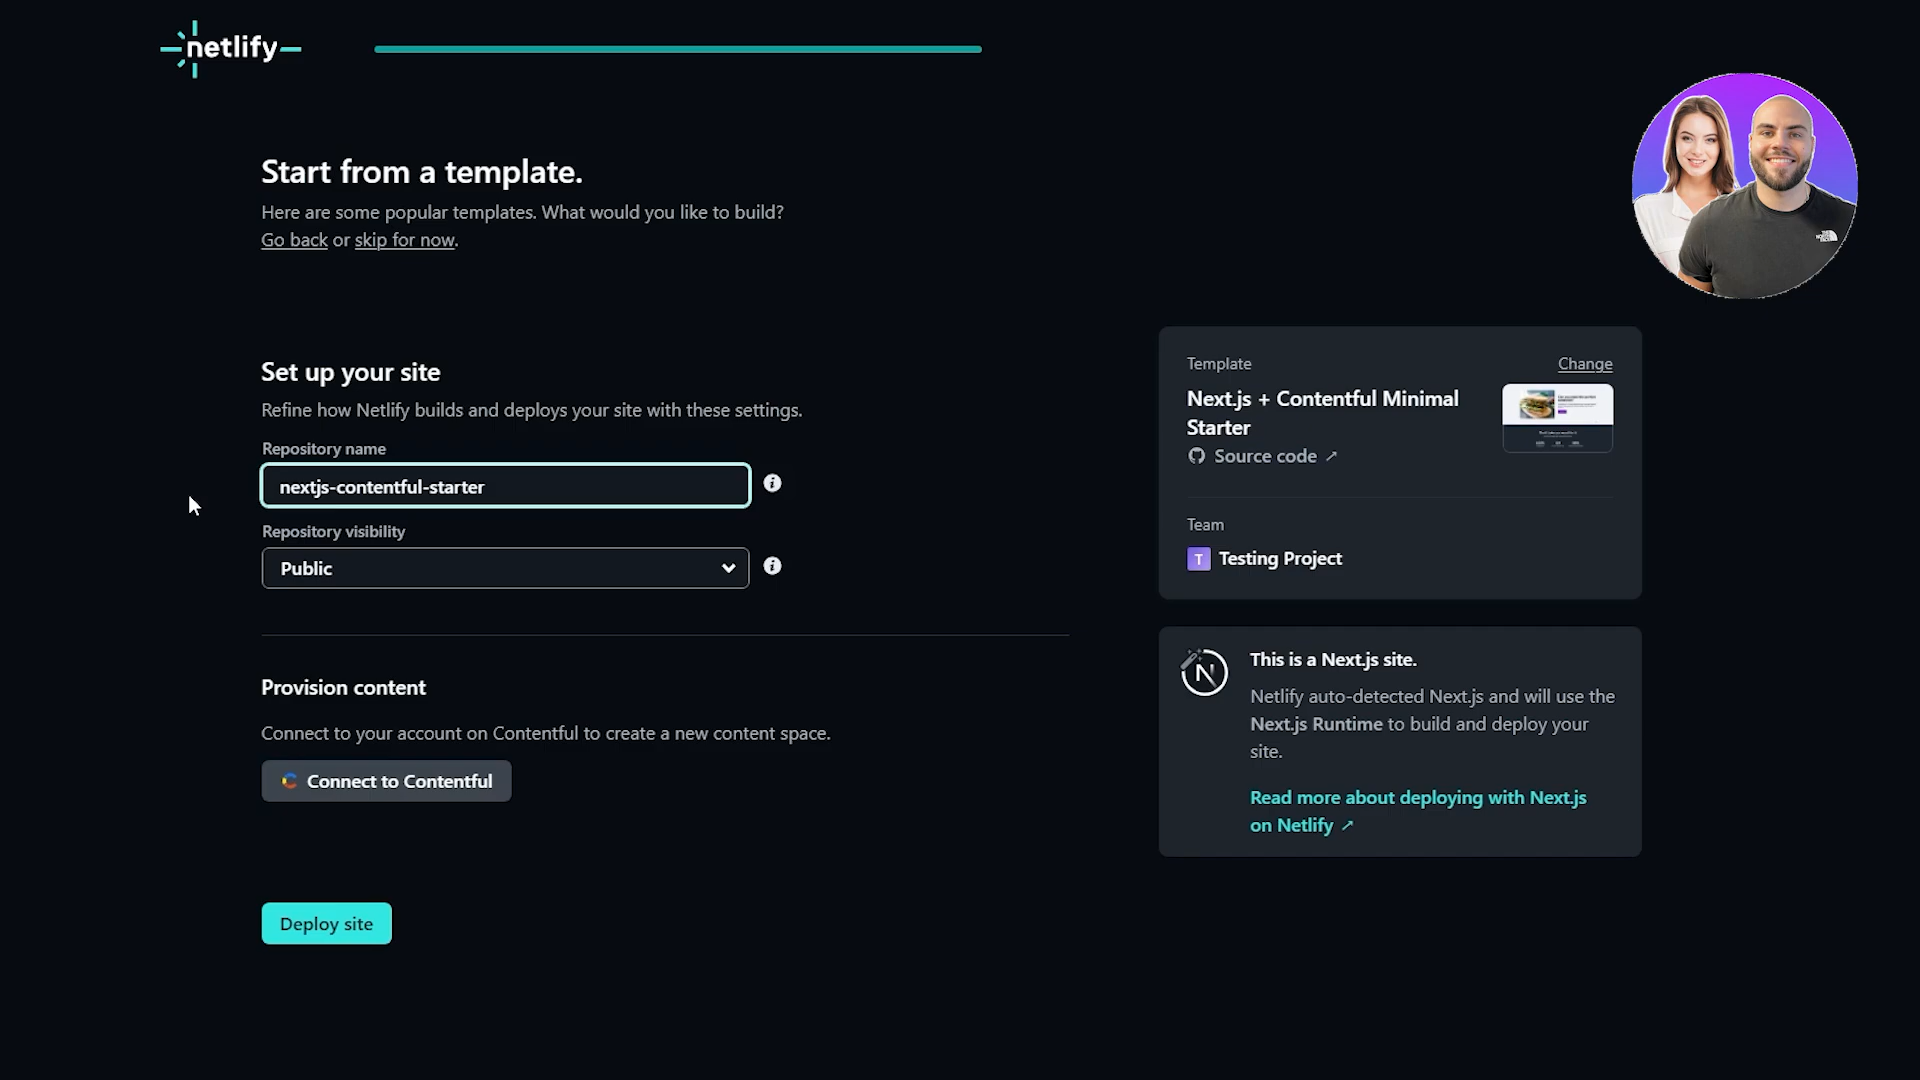 netlify
Start from a template.
Here are some popular templates. What would you like to build?
Go back or skip for now.
Set up your site
Refine how Netlify builds and deploys your site with these settings.
Repository name
nextjs-contentful-starter
Repository visibility
Public
Provision content
Connect to your account on Contentful to create a new content space.
Connect to Contentful
Deploy site
Template
Change
Next.js + Contentful Minimal
Starter
Source code ↗
Team
T Testing Project
This is a Next.js site.
Netlify auto-detected Next.js and will use the
Next.js Runtime to build and deploy your
site.
Read more about deploying with Next.js
on Netlify ↗